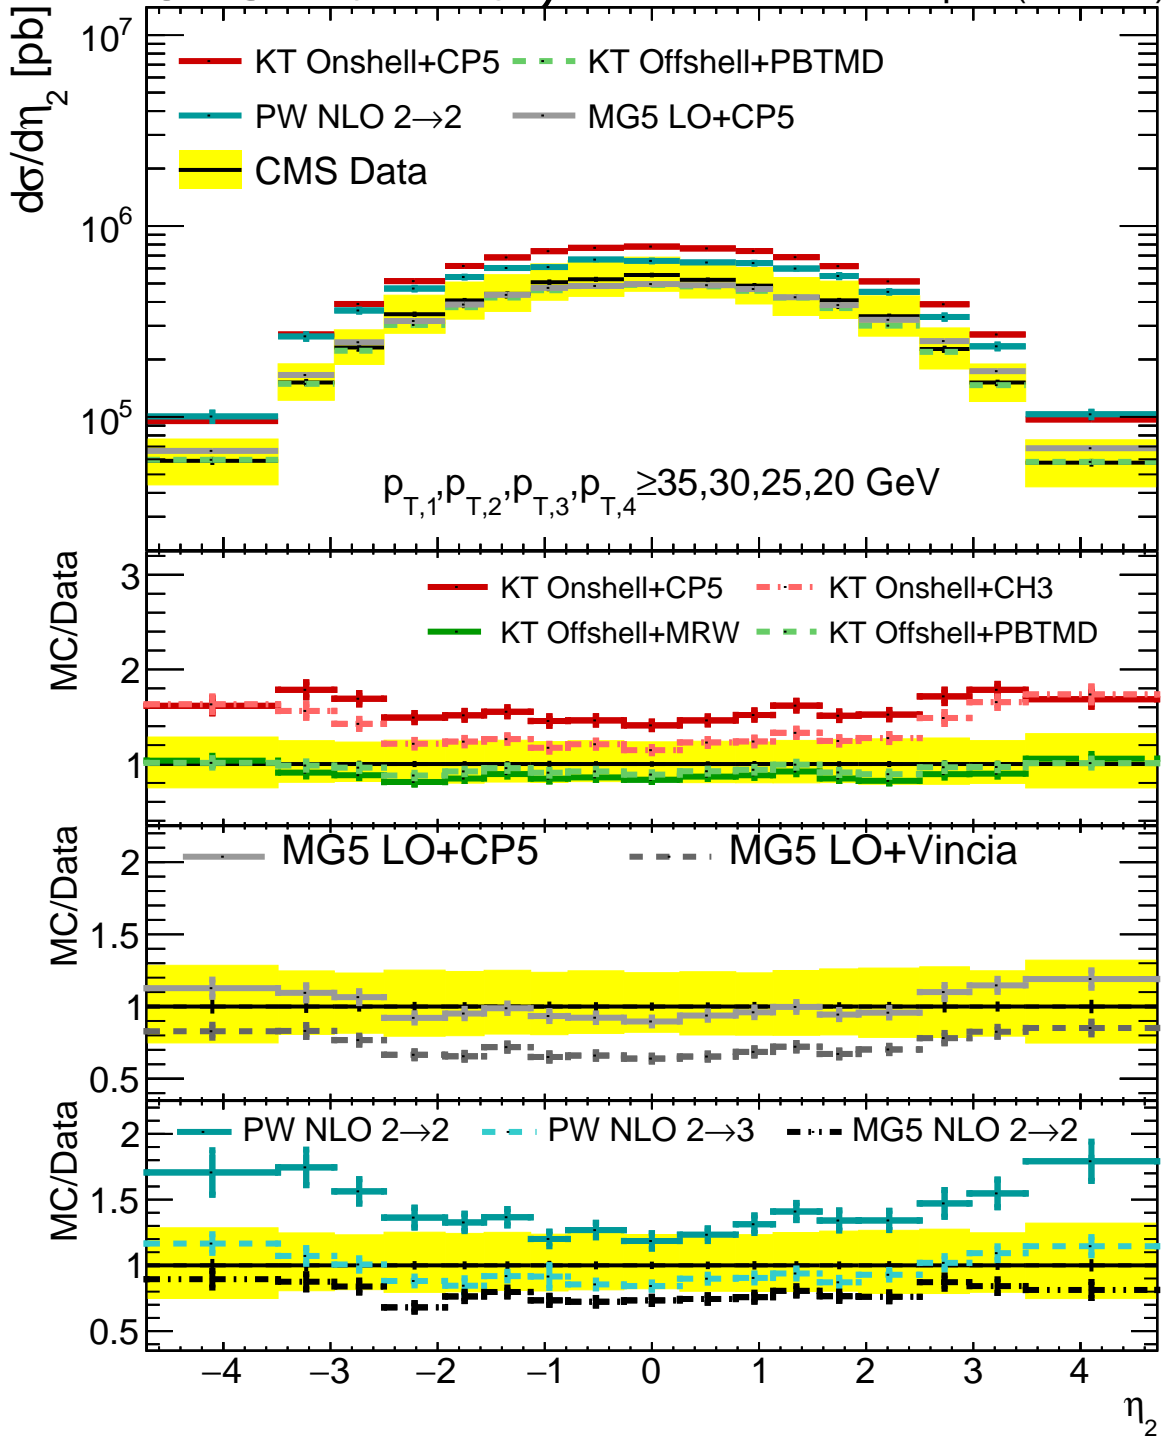 dσ/dη₂ [pb]
10⁷
KT Onshell+CP5 KT Offshell+PBTMD
PW NLO 2→2 MG5 LO+CP5
CMS Data
10⁶
10⁵
p_T,1,p_T,2,p_T,3,p_T,4≥35,30,25,20 GeV
MC/Data
3
KT Onshell+CP5 KT Onshell+CH3
KT Offshell+MRW KT Offshell+PBTMD
2
1
MC/Data
MG5 LO+CP5 MG5 LO+Vincia
2
1.5
1
0.5
MC/Data
PW NLO 2→2 PW NLO 2→3 MG5 NLO 2→2
2
1.5
1
0.5
−4 −3 −2 −1 0 1 2 3 4
η₂